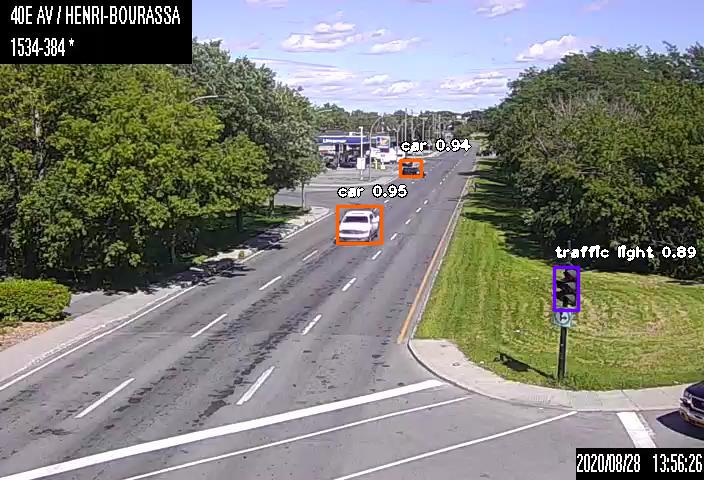 40E AV / HENRI-BOURASSA
1534-384 *
car 0.94
car 0.95
traffic light 0.89
2020/08/28 13:56:26